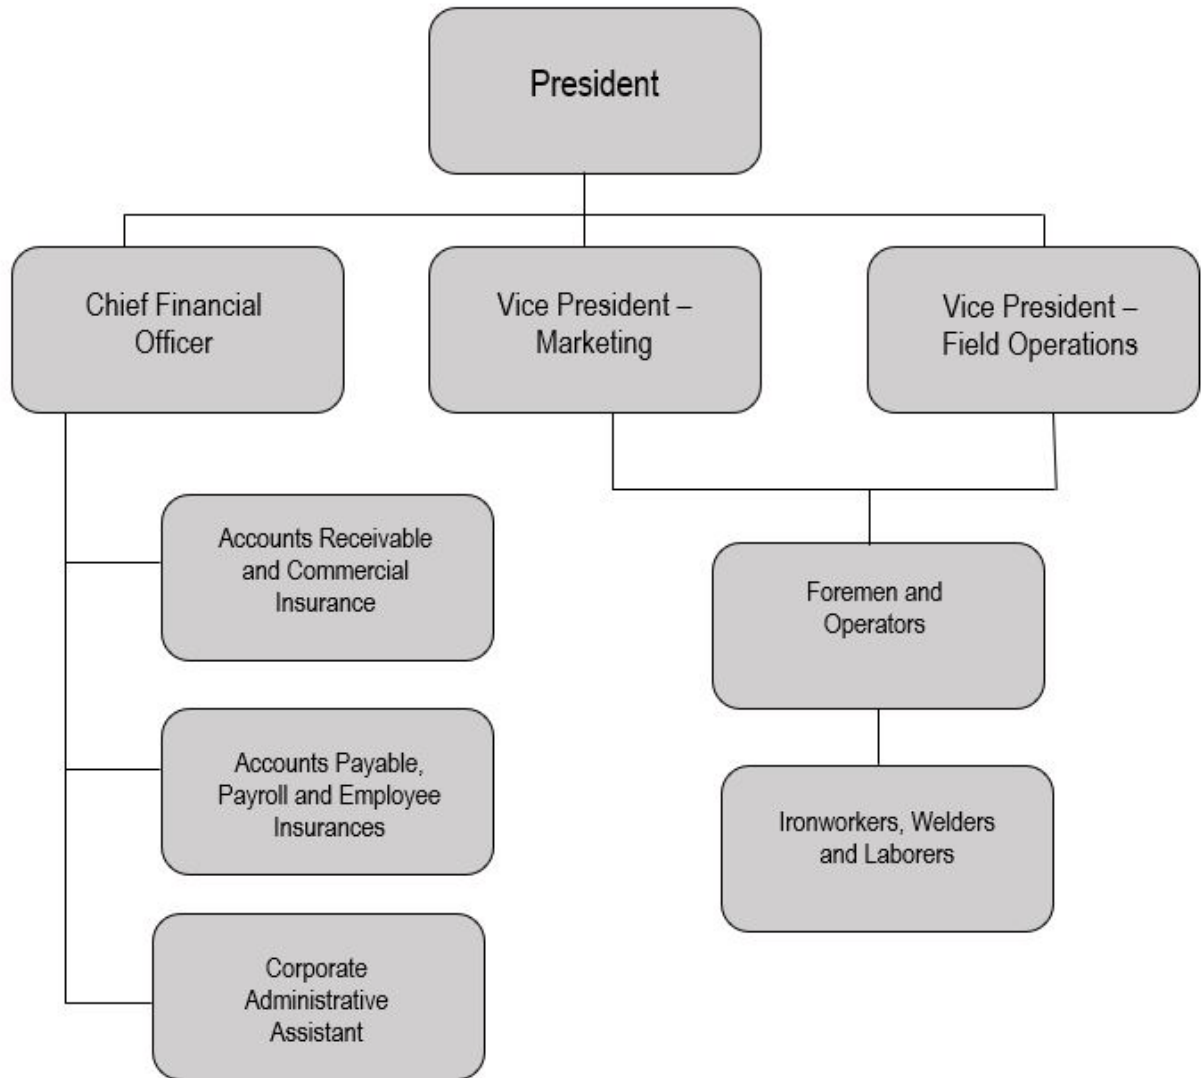 President
Chief Financial
Officer
Vice President –
Marketing
Vice President –
Field Operations
Accounts Receivable
and Commercial
Insurance
Foremen and
Operators
Accounts Payable,
Payroll and Employee
Insurances
Ironworkers, Welders
and Laborers
Corporate
Administrative
Assistant